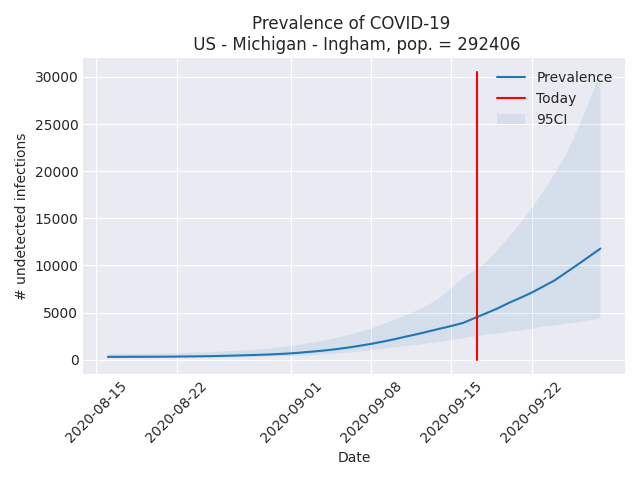 Prevalence of COVID-19
US - Michigan - Ingham, pop. = 292406
30000
25000
20000
15000
10000
5000
0
# undetected infections
Prevalence
Today
95CI
2020-08-15
2020-08-22
2020-09-01
2020-09-08
2020-09-15
2020-09-22
Date